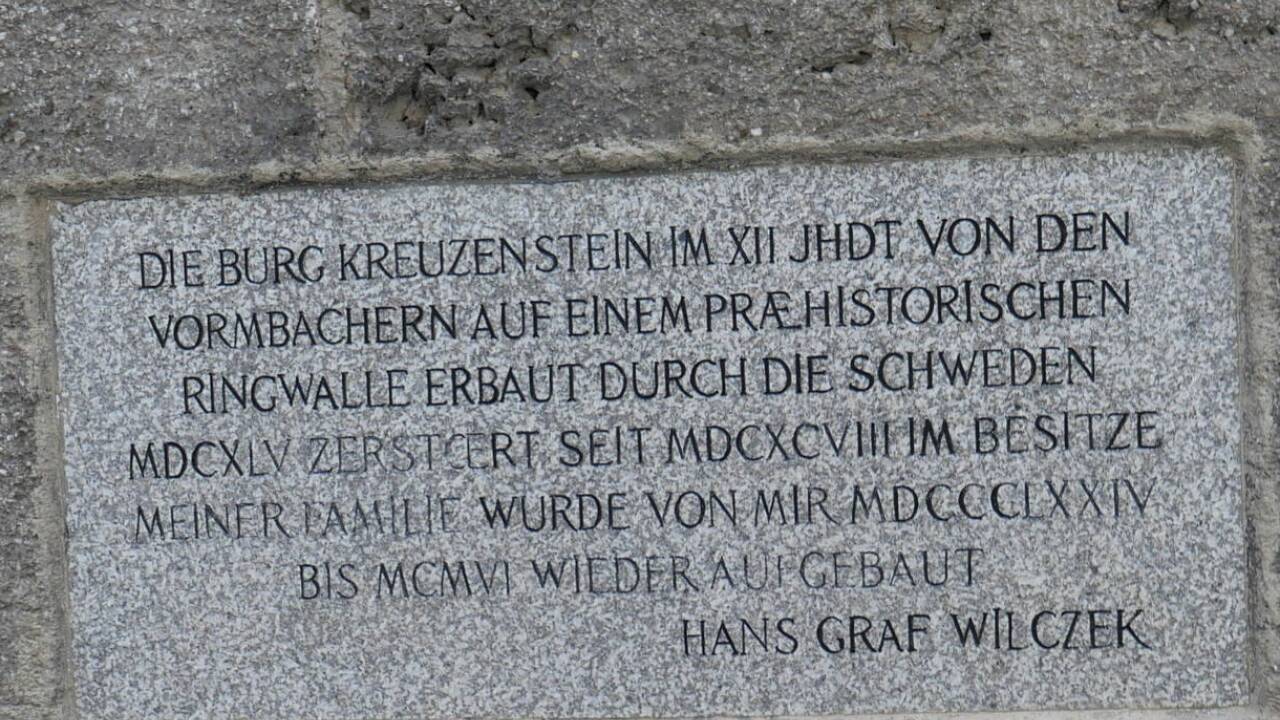 DIE BURG KREUZENSTEIN IM XII JHDT VON DEN
VORMBACHERN AUF EINEM PRÆHISTORISCHEN
RINGWALLE ERBAUT DURCH DIE SCHWEDEN
MDCXLV ZERSTŒRT SEIT MDCXCVIII IM BESITZE
MEINER FAMILIE WURDE VON MIR MDCCCLXXIV
BIS MCMVI WIEDER AUFGEBAUT
HANS GRAF WILCZEK